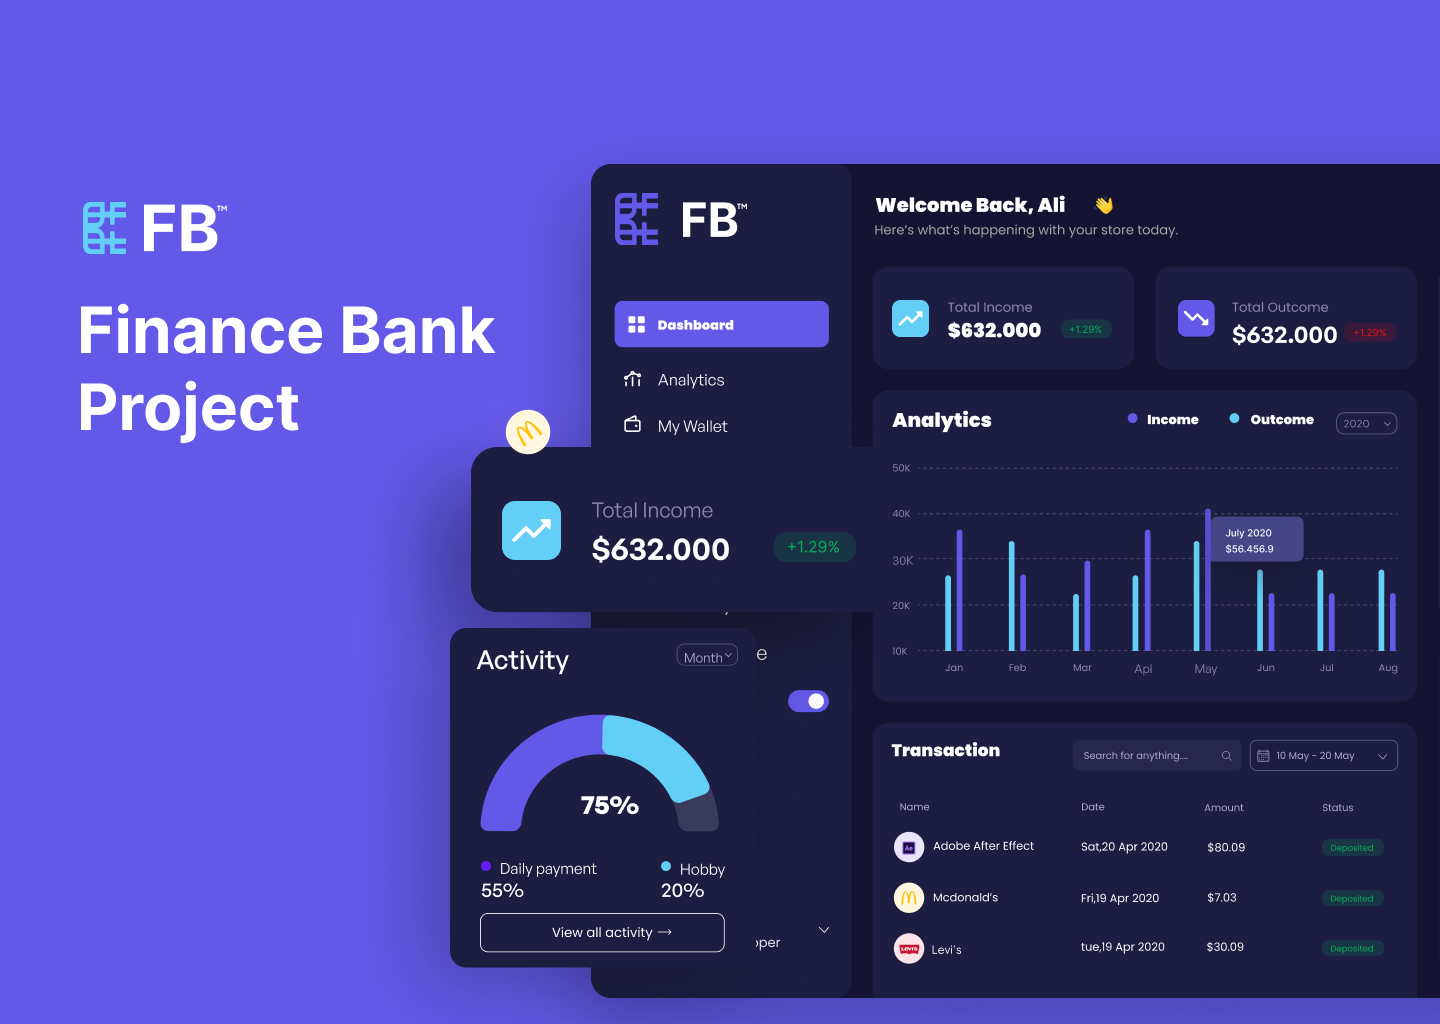 FB™
Finance Bank
Project
FB™
Dashboard
Analytics
My Wallet
Total Income
$632.000
+1.29%
Activity
Month
75%
Daily payment
55%
Hobby
20%
View all activity →
Welcome Back, Ali 👋
Here's what's happening with your store today.
Total Income
$632.000
+1.29%
Total Outcome
$632.000
+1.29%
Analytics
Income
Outcome
2020
50K
40K
30K
20K
10K
July 2020
$56.456.9
Jan
Feb
Mar
Api
May
Jun
Jul
Aug
Transaction
Search for anything....
10 May - 20 May
Name Date Amount Status
Ae Adobe After Effect Sat,20 Apr 2020 $80.09 Deposited
Mcdonald's Fri,19 Apr 2020 $7.03 Deposited
Levi's Levi's tue,19 Apr 2020 $30.09 Deposited